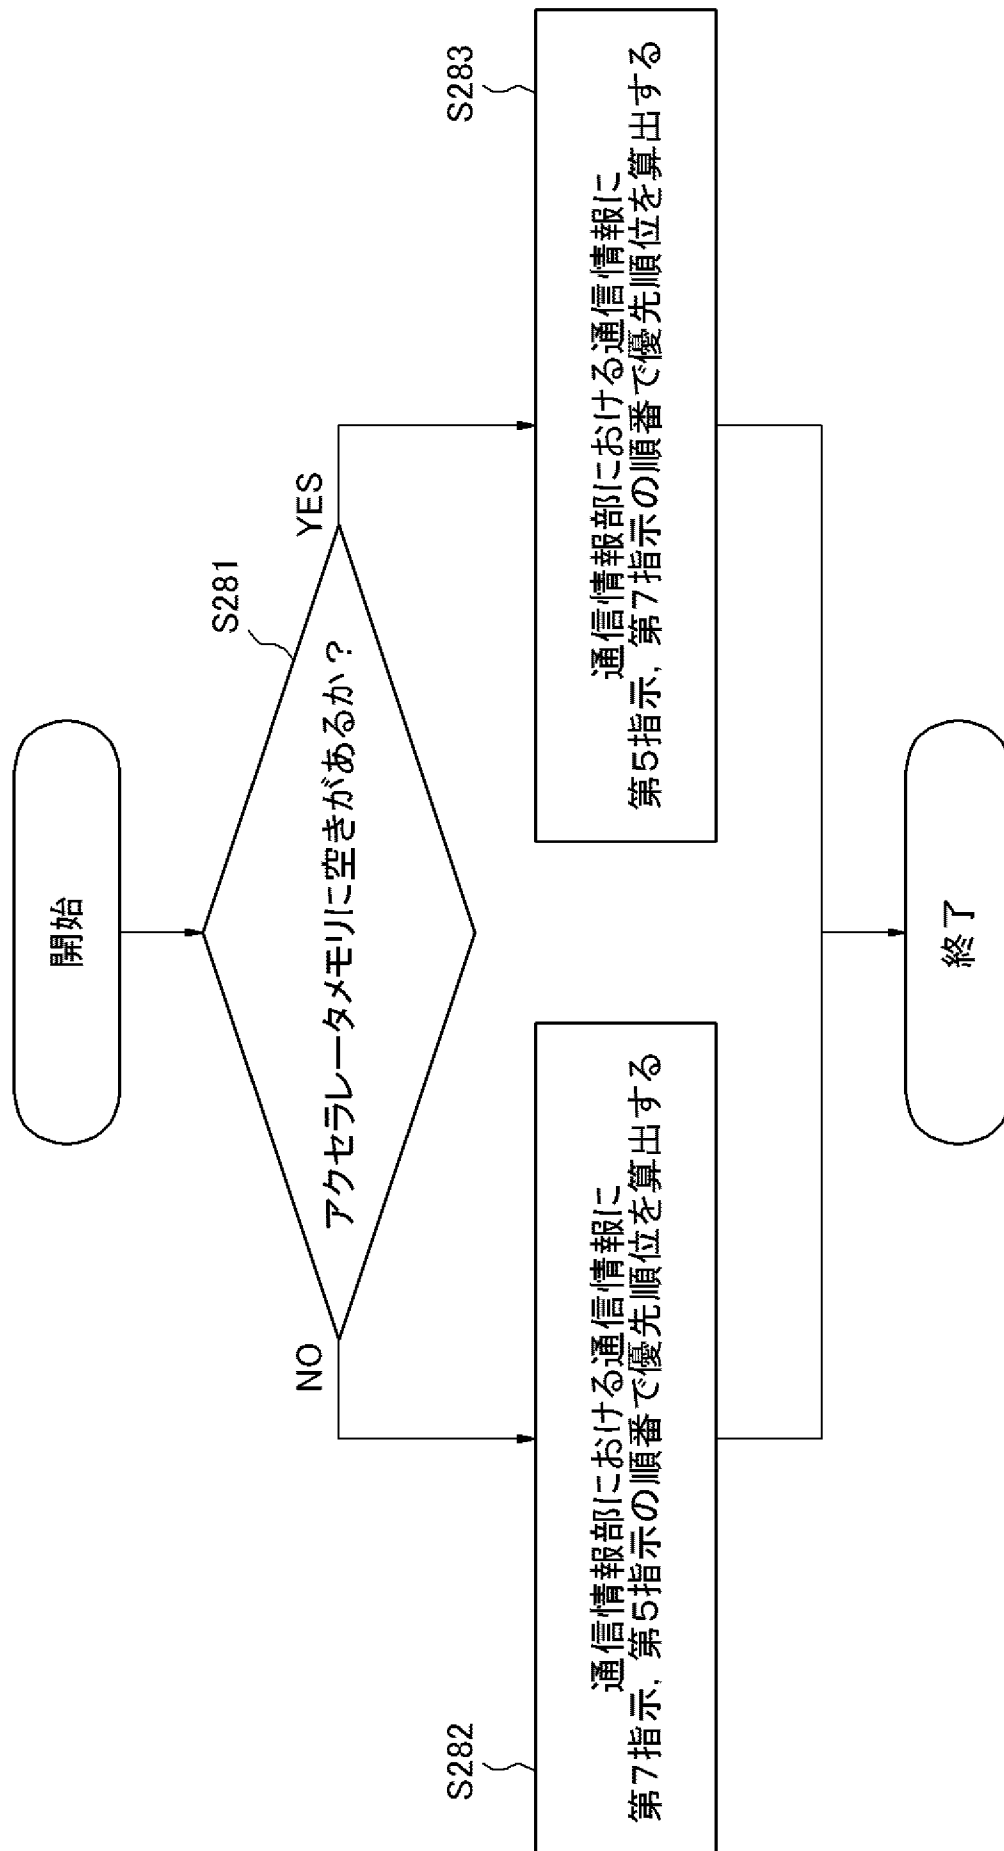 開始
S281
アクセラレータメモリに空きがあるか？
NO
YES
S282
通信情報部における通信情報に
第7指示, 第5指示の順番で優先順位を算出する
S283
通信情報部における通信情報に
第5指示, 第7指示の順番で優先順位を算出する
終了